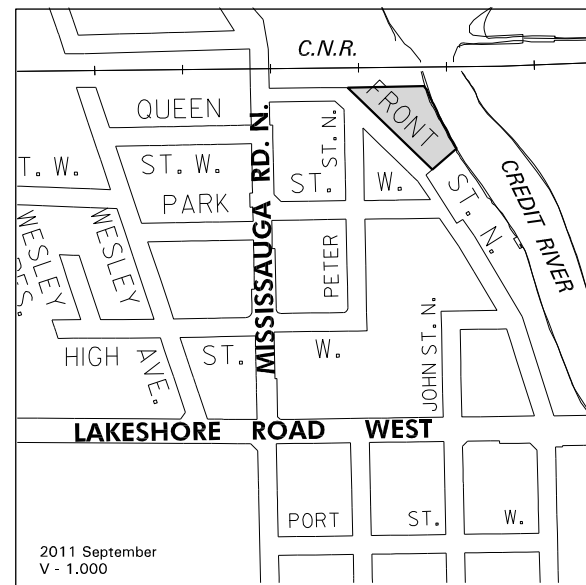 C.N.R.
QUEEN
FRONT
MISSISSAUGA RD. N.
ST. N.
T. W.
ST. W.
ST.
W.
CREDIT RIVER
PARK
ST. N.
WESLEY
WESLEY
PETER
HIGH
AVE.
ST.
W.
JOHN ST. N.
LAKESHORE ROAD WEST
PORT
ST.
W.
2011 September
V - 1.000